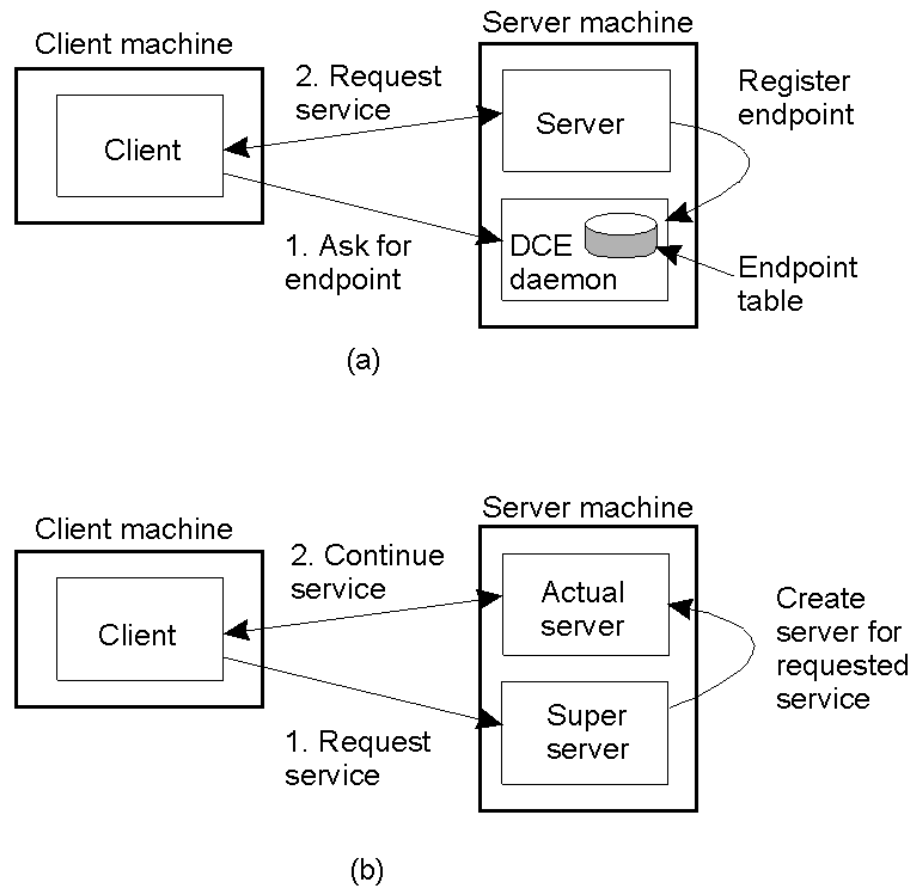 Server machine
Client machine
2. Request
service
Register
endpoint
Client
Server
1. Ask for
endpoint
DCE
daemon
Endpoint
table
(a)
Server machine
Client machine
2. Continue
service
Actual
server
Create
server for
requested
service
Client
1. Request
service
Super
server
(b)